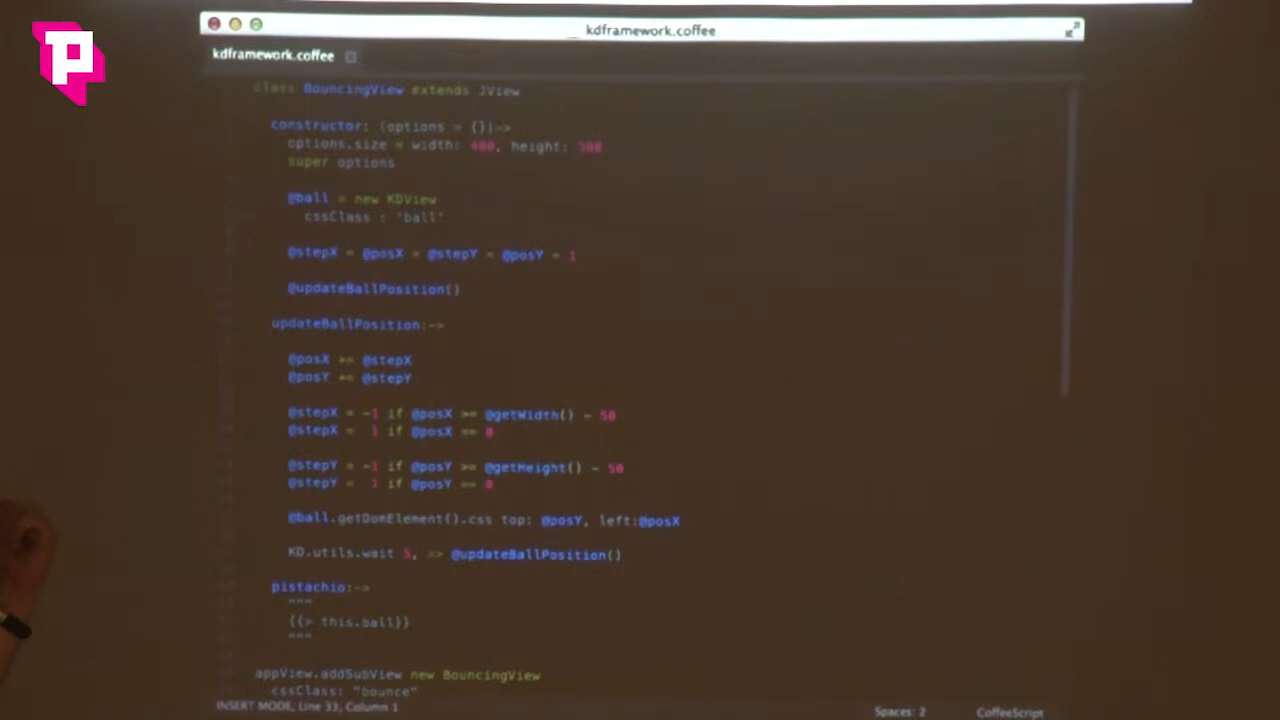 P
kdframework.coffee
kdframework.coffee
class BouncingView extends JView
constructor: (options = {})->
options.size = width: 400, height: 300
super options
@ball = new KDView
cssClass : 'ball'
@stepX = @posX = @stepY = @posY = 1
@updateBallPosition()
updateBallPosition:->
@posX += @stepX
@posY += @stepY
@stepX = -1 if @posX >= @getWidth() - 50
@stepX =  1 if @posX == 0
@stepY = -1 if @posY >= @getHeight() - 50
@stepY =  1 if @posY == 0
@ball.getDomElement().css top: @posY, left:@posX
KD.utils.wait 5, => @updateBallPosition()
pistachio:->
"""
{{> this.ball}}
"""
appView.addSubView new BouncingView
cssClass: "bounce"
INSERT MODE, Line 33, Column 1
Spaces: 2
CoffeeScript